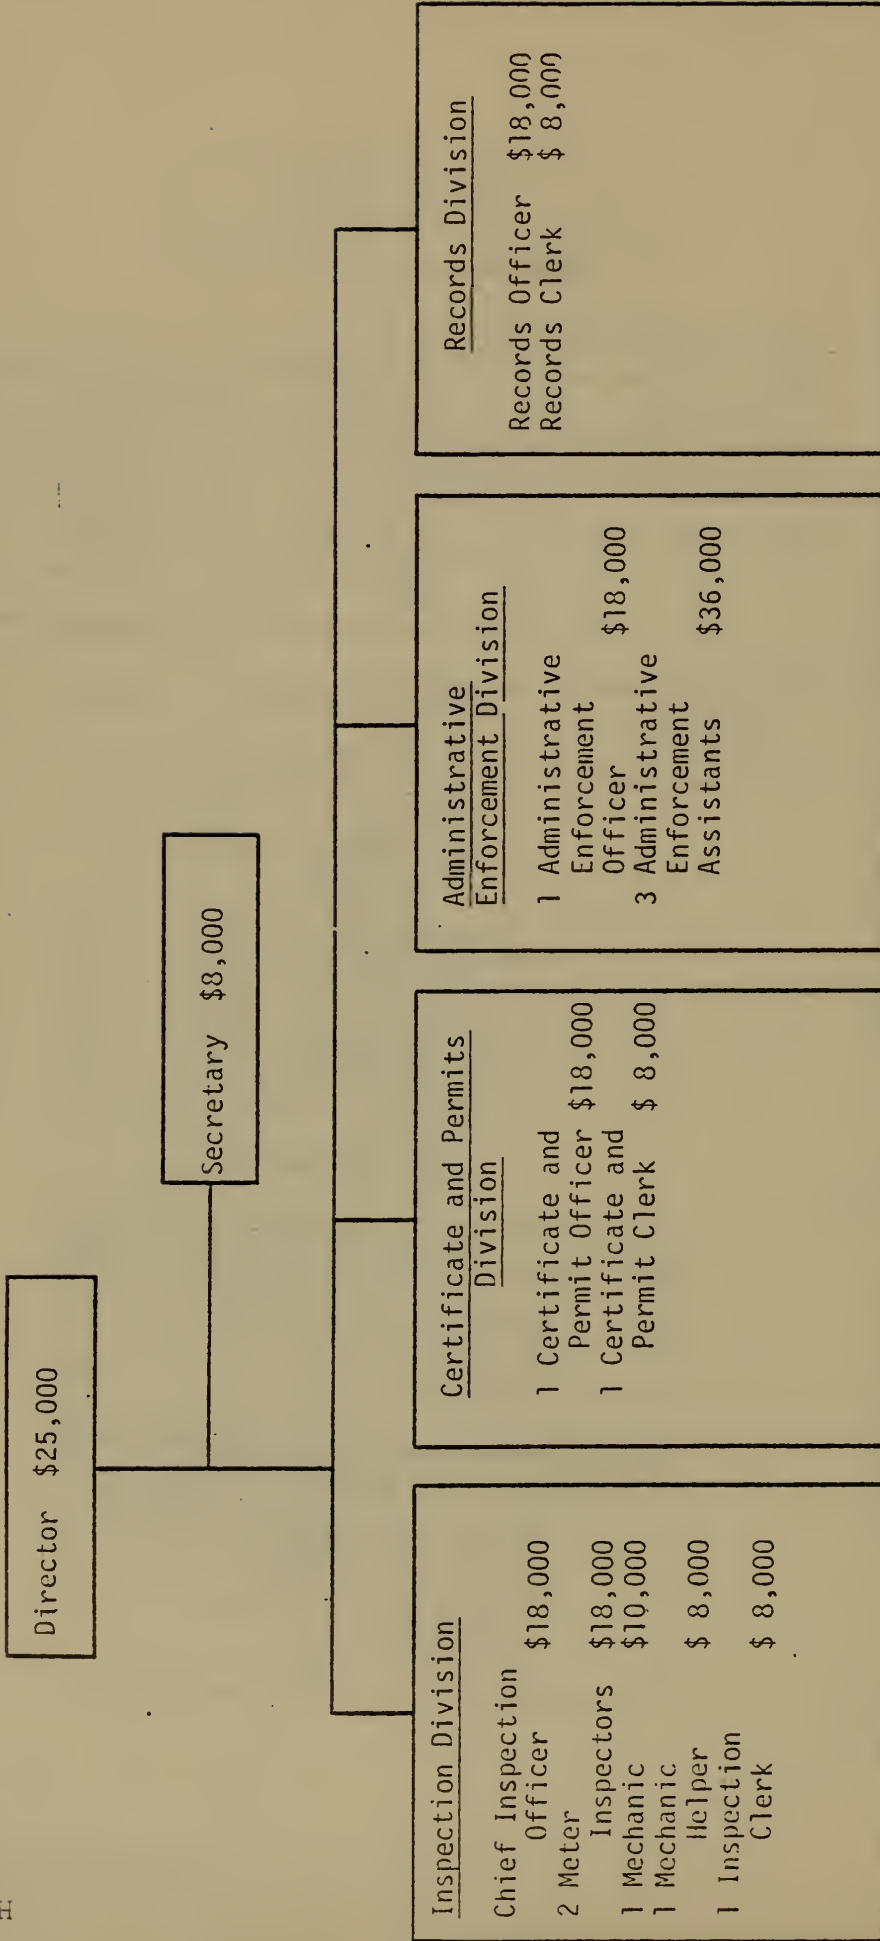 Director $25,000
Secretary $8,000
Inspection Division
Chief Inspection
Officer $18,000
2 Meter
Inspectors $18,000
1 Mechanic $10,000
1 Mechanic
Helper $ 8,000
1 Inspection
Clerk $ 8,000
Certificate and Permits
Division
1 Certificate and
Permit Officer $18,000
1 Certificate and
Permit Clerk $ 8,000
Administrative
Enforcement Division
1 Administrative
Enforcement
Officer $18,000
3 Administrative
Enforcement
Assistants $36,000
Records Division
Records Officer $18,000
Records Clerk $ 8,000